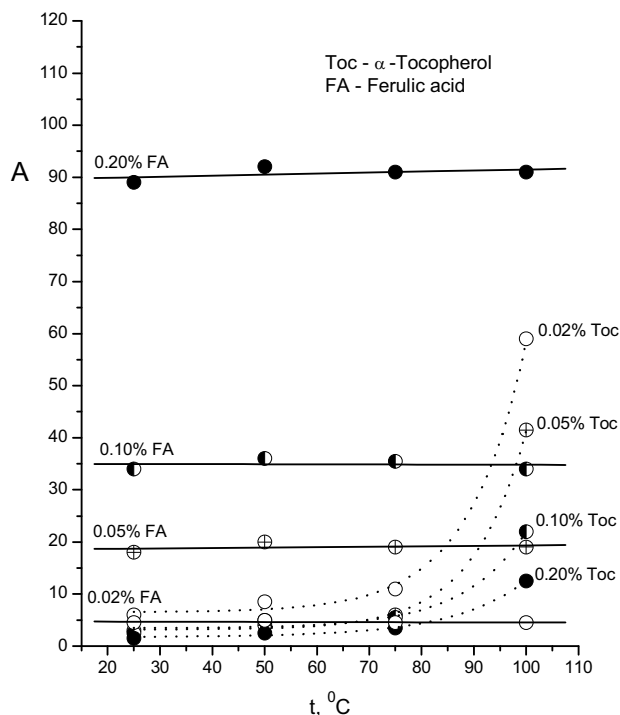 120
110
100
90
80
70
60
50
40
30
20
10
0
A
Toc - α -Tocopherol
FA - Ferulic acid
0.20% FA
0.02% Toc
0.05% Toc
0.10% FA
0.10% Toc
0.05% FA
0.20% Toc
0.02% FA
20 30 40 50 60 70 80 90 100 110
t, ⁰C